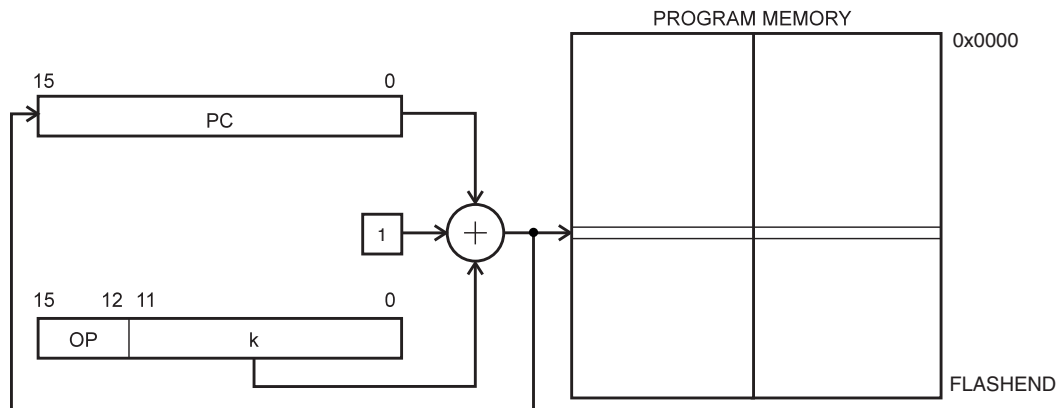 PROGRAM MEMORY
0x0000
15 0
PC
1
15 12 11 0
OP k
FLASHEND